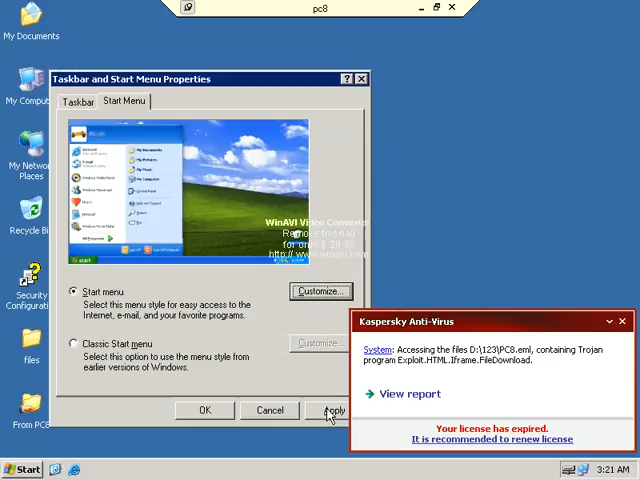 pc8
My Documents
My Comput
My Network
Places
Recycle Bi
Security
Configurati
files
From PC8
Taskbar and Start Menu Properties
Taskbar
Start Menu
WinAVI Video Converter
Remove this nag
for only $ 29.95
http://www.winavi.com
start
Start menu
Select this menu style for easy access to the
Internet, e-mail, and your favorite programs.
Customize...
Classic Start menu
Select this option to use the menu style from
earlier versions of Windows.
Customize...
OK
Cancel
Apply
Kaspersky Anti-Virus
System: Accessing the files D:\123\PC8.eml, containing Trojan
program Exploit.HTML.Iframe.FileDownload.
View report
Your license has expired.
It is recommended to renew license
Start
3:21 AM